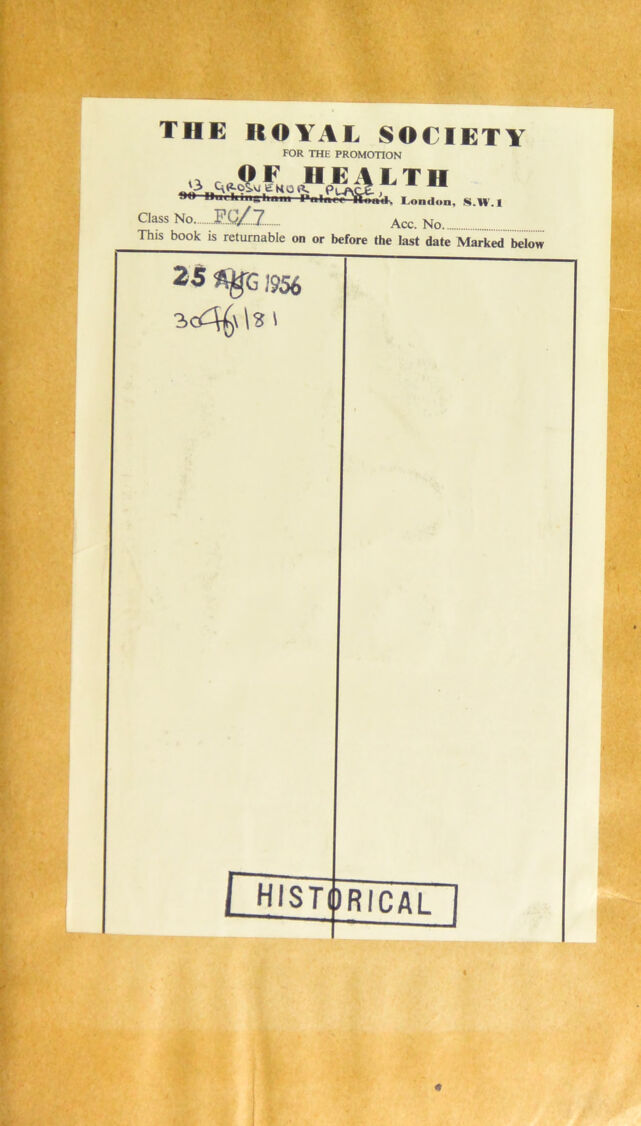 THE ROYAL SOCIETY
FOR THE PROMOTION
OF HEALTH
13 GROSVENOR PLACE,
90 Buckingham Palace Road, London, S.W.1
Class No. FC/7 Acc. No.
This book is returnable on or before the last date Marked below
25 AUG 1956
HISTORICAL